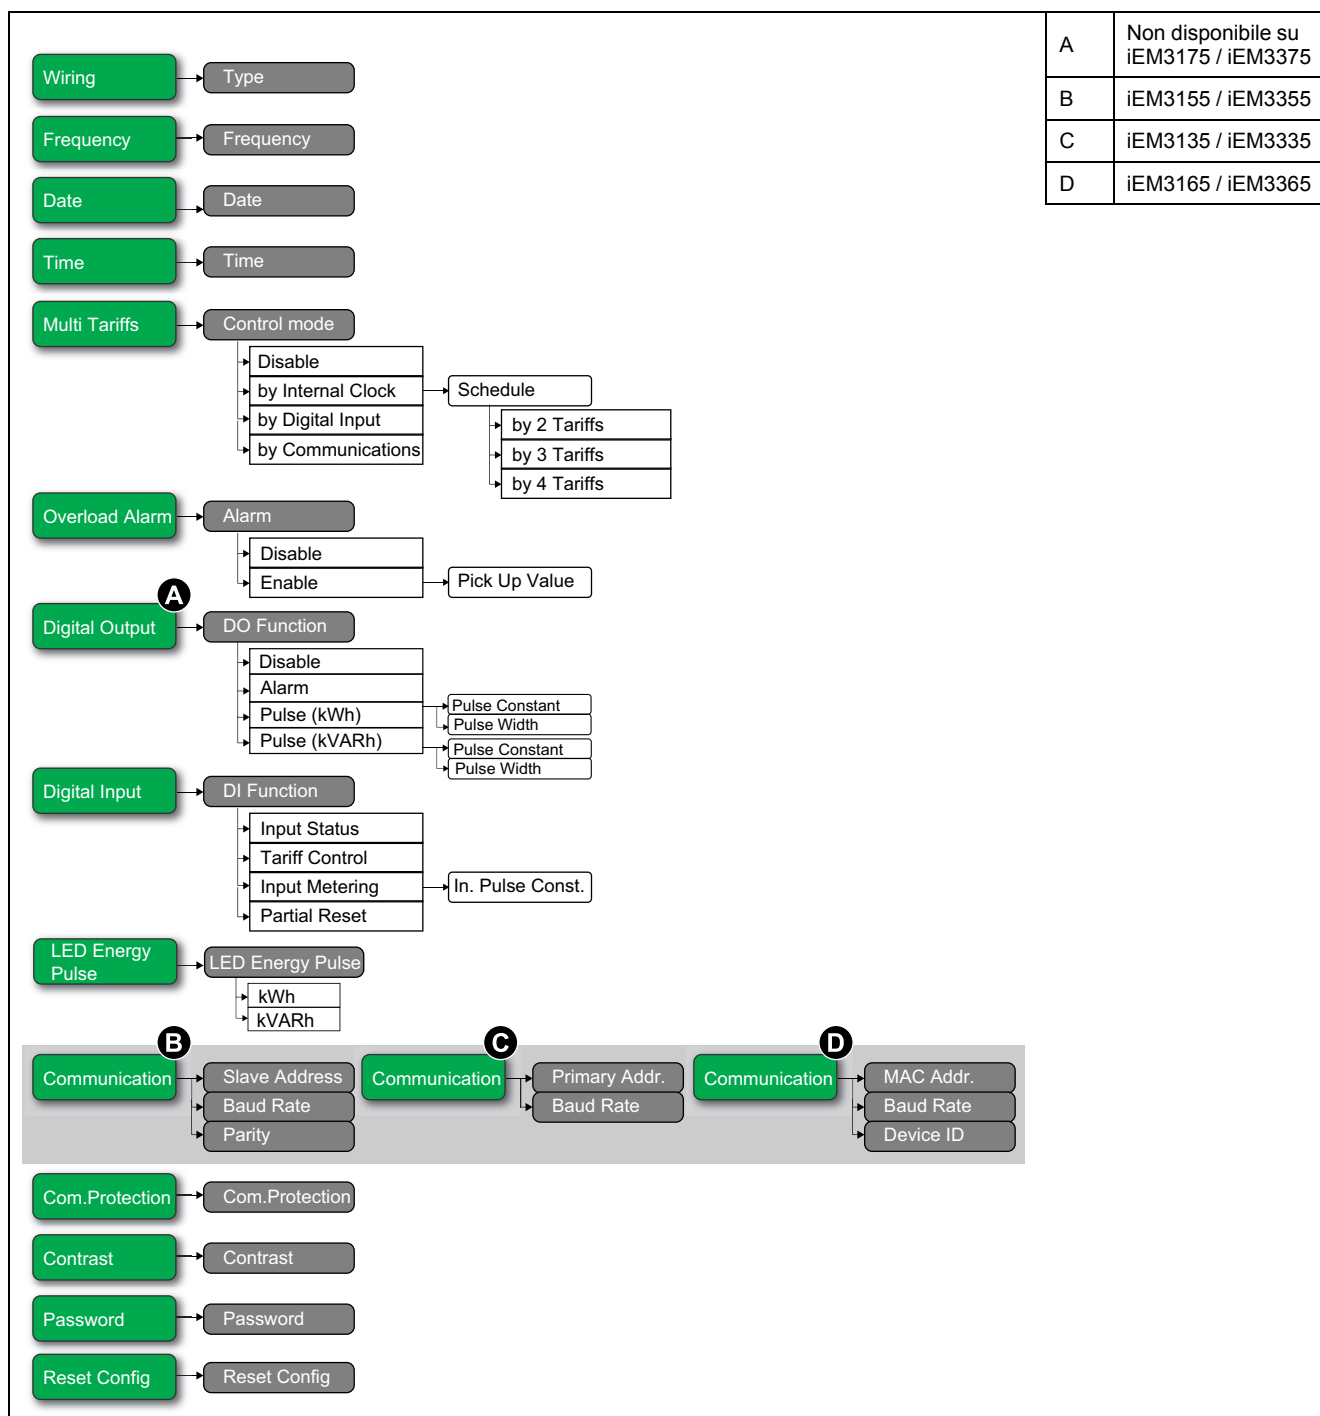 A
Non disponibile su
iEM3175 / iEM3375
B
iEM3155 / iEM3355
C
iEM3135 / iEM3335
D
iEM3165 / iEM3365
Wiring
Type
Frequency
Frequency
Date
Date
Time
Time
Multi Tariffs
Control mode
Disable
by Internal Clock
Schedule
by Digital Input
by 2 Tariffs
by Communications
by 3 Tariffs
by 4 Tariffs
Overload Alarm
Alarm
Disable
Enable
Pick Up Value
A
Digital Output
DO Function
Disable
Alarm
Pulse (kWh)
Pulse Constant
Pulse Width
Pulse (kVARh)
Pulse Constant
Pulse Width
Digital Input
DI Function
Input Status
Tariff Control
Input Metering
In. Pulse Const.
Partial Reset
LED Energy
Pulse
LED Energy Pulse
kWh
kVARh
B
Communication
Slave Address
Baud Rate
Parity
C
Communication
Primary Addr.
Baud Rate
D
Communication
MAC Addr.
Baud Rate
Device ID
Com.Protection
Com.Protection
Contrast
Contrast
Password
Password
Reset Config
Reset Config